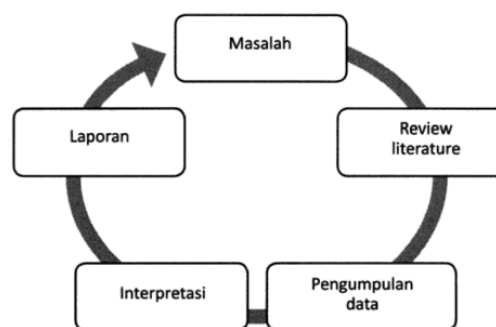 Masalah
Review
literature
Pengumpulan
data
Interpretasi
Laporan